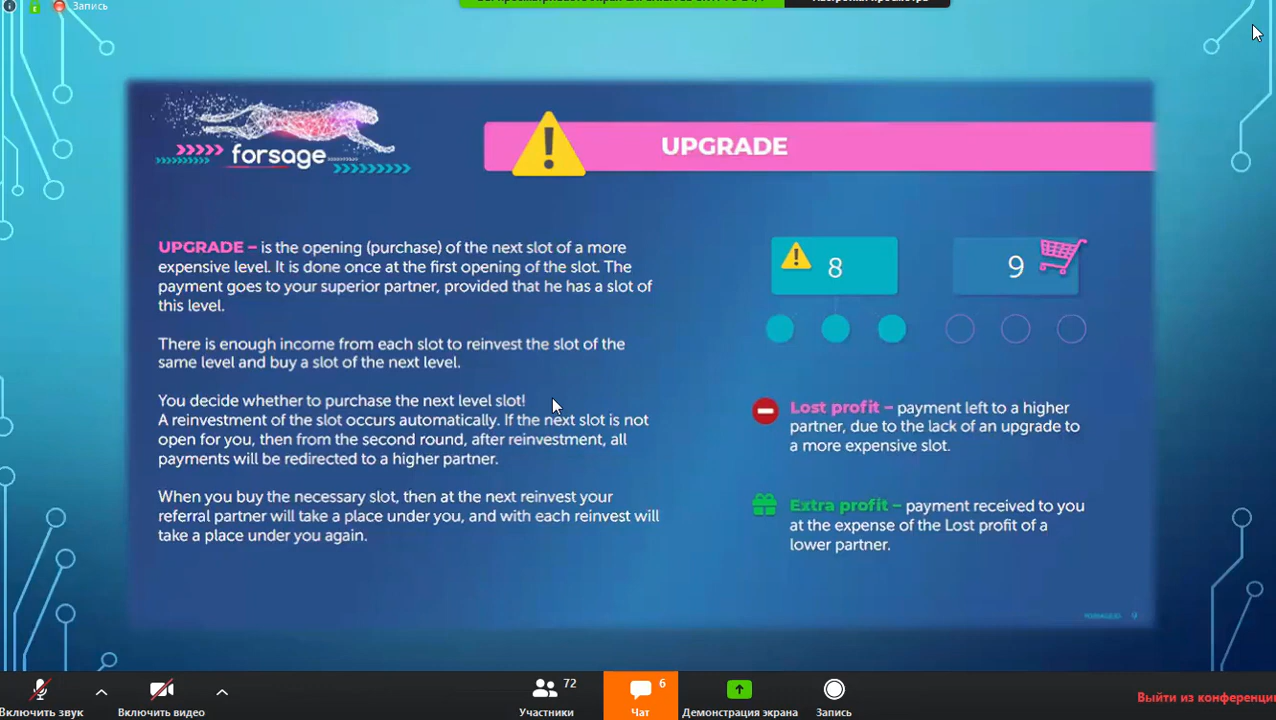 Запись
forsage
UPGRADE
UPGRADE – is the opening (purchase) of the next slot of a more
expensive level. It is done once at the first opening of the slot. The
payment goes to your superior partner, provided that he has a slot of
this level.
There is enough income from each slot to reinvest the slot of the
same level and buy a slot of the next level.
You decide whether to purchase the next level slot!
A reinvestment of the slot occurs automatically. If the next slot is not
open for you, then from the second round, after reinvestment, all
payments will be redirected to a higher partner.
When you buy the necessary slot, then at the next reinvest your
referral partner will take a place under you, and with each reinvest will
take a place under you again.
8
9
Lost profit – payment left to a higher
partner, due to the lack of an upgrade to
a more expensive slot.
Extra profit – payment received to you
at the expense of the Lost profit of a
lower partner.
9
72
6
Включить звук
Включить видео
Участники
Чат
Демонстрация экрана
Запись
Выйти из конференции